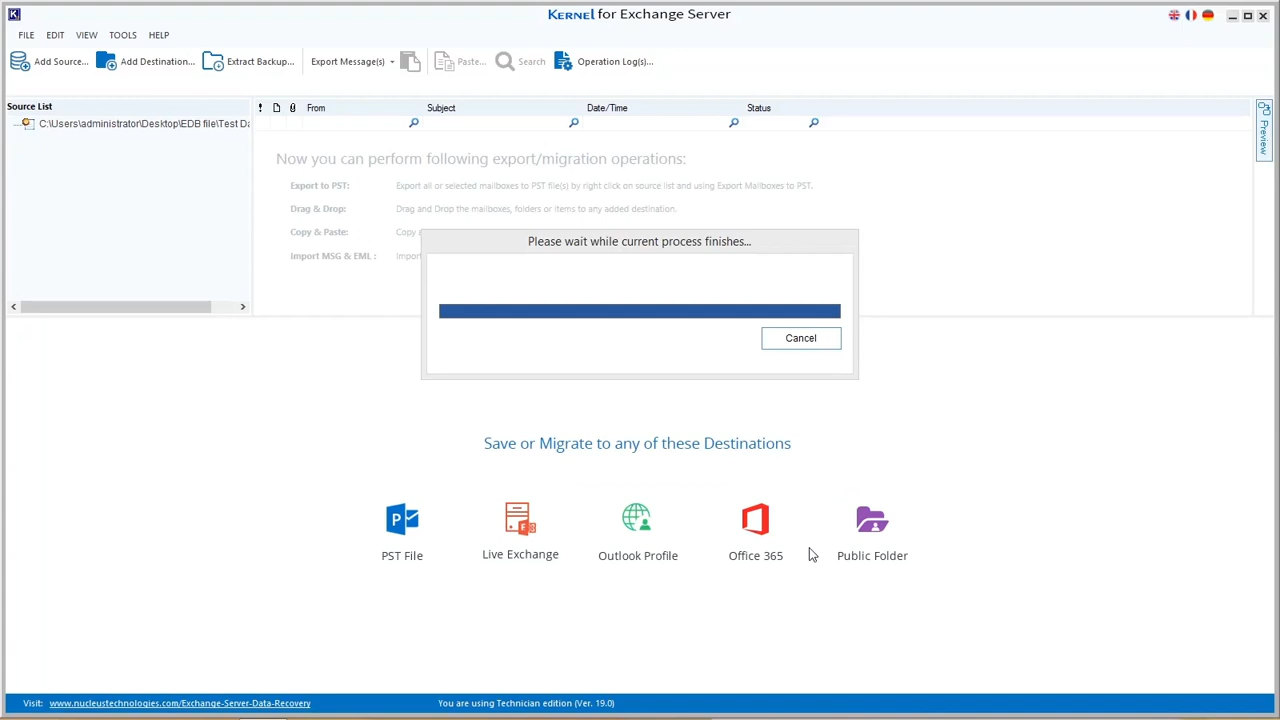 KERNEL for Exchange Server
FILE EDIT VIEW TOOLS HELP
Add Source... Add Destination... Extract Backup... Export Message(s) Paste... Search Operation Log(s)...
Source List
! From Subject Date/Time Status
C:\Users\administrator\Desktop\EDB file\Test Da
Preview
Now you can perform following export/migration operations:
Export to PST: Export all or selected mailboxes to PST file(s) by right click on source list and using Export Mailboxes to PST.
Drag & Drop: Drag and Drop the mailboxes, folders or items to any added destination.
Copy & Paste: Copy
Import MSG & EML : Impor
Please wait while current process finishes...
Cancel
Save or Migrate to any of these Destinations
PST File Live Exchange Outlook Profile Office 365 Public Folder
Visit: www.nucleustechnologies.com/Exchange-Server-Data-Recovery You are using Technician edition (Ver. 19.0)